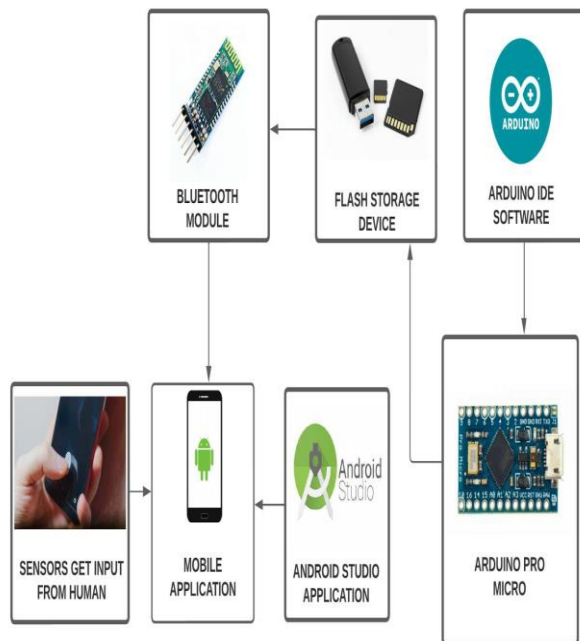 ARDUINO
BLUETOOTH
MODULE
FLASH STORAGE
DEVICE
ARDUINO IDE
SOFTWARE
Android
Studio
SENSORS GET INPUT
FROM HUMAN
MOBILE
APPLICATION
ANDROID STUDIO
APPLICATION
ARDUINO PRO
MICRO